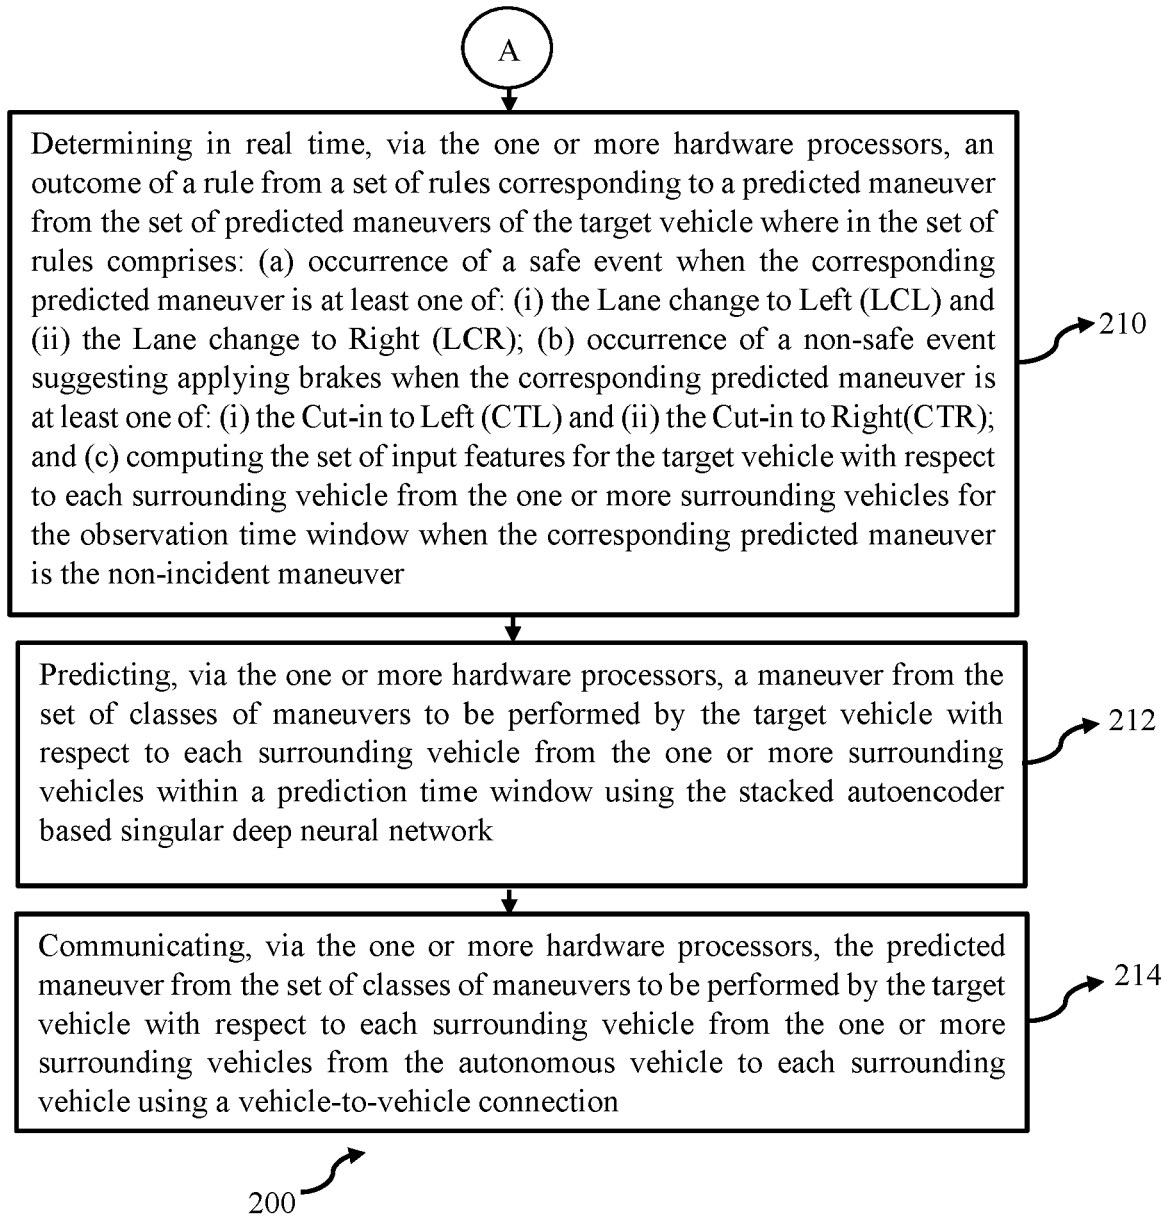 A
Determining in real time, via the one or more hardware processors, an
outcome of a rule from a set of rules corresponding to a predicted maneuver
from the set of predicted maneuvers of the target vehicle where in the set of
rules comprises: (a) occurrence of a safe event when the corresponding
predicted maneuver is at least one of: (i) the Lane change to Left (LCL) and
(ii) the Lane change to Right (LCR); (b) occurrence of a non-safe event
suggesting applying brakes when the corresponding predicted maneuver is
at least one of: (i) the Cut-in to Left (CTL) and (ii) the Cut-in to Right(CTR);
and (c) computing the set of input features for the target vehicle with respect
to each surrounding vehicle from the one or more surrounding vehicles for
the observation time window when the corresponding predicted maneuver
is the non-incident maneuver
210
Predicting, via the one or more hardware processors, a maneuver from the
set of classes of maneuvers to be performed by the target vehicle with
respect to each surrounding vehicle from the one or more surrounding
vehicles within a prediction time window using the stacked autoencoder
based singular deep neural network
212
Communicating, via the one or more hardware processors, the predicted
maneuver from the set of classes of maneuvers to be performed by the target
vehicle with respect to each surrounding vehicle from the one or more
surrounding vehicles from the autonomous vehicle to each surrounding
vehicle using a vehicle-to-vehicle connection
214
200